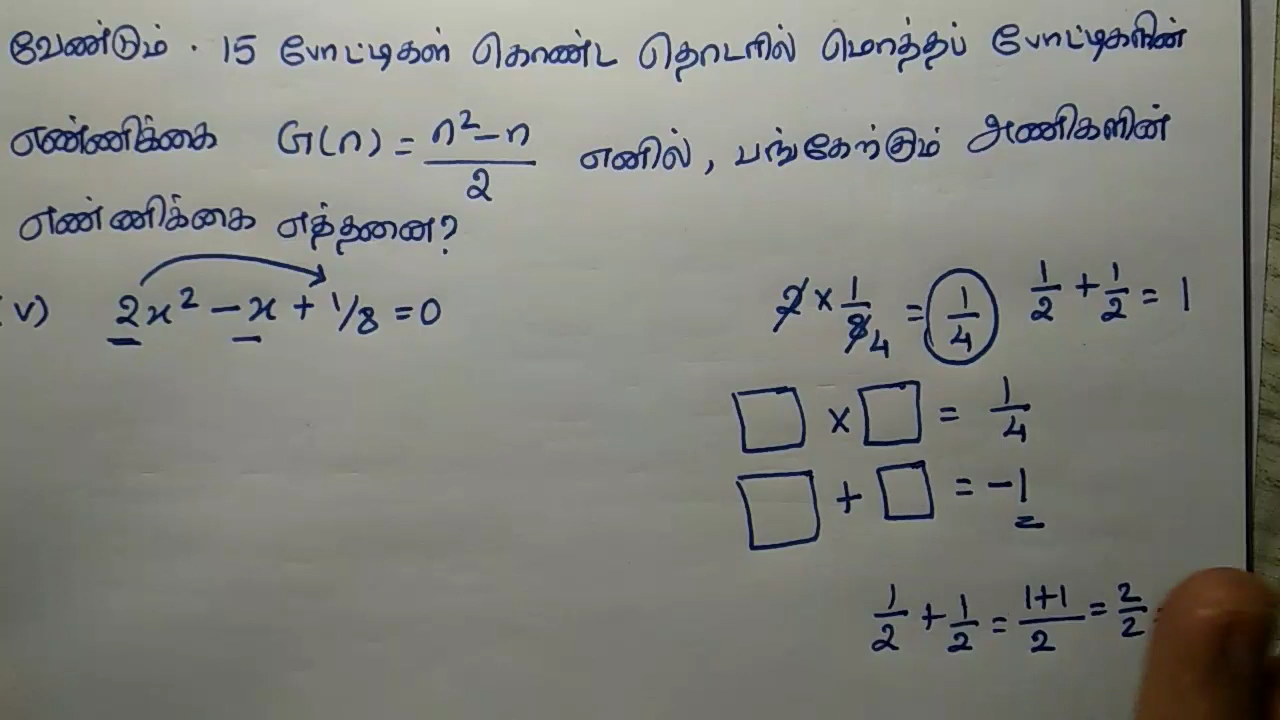 வேண்டும். 15 போட்டிகள் கொண்ட தொடரில் மொத்தப் போட்டிகளின்
எண்ணிக்கை G(n) = n² - n / 2 எனில், பங்கேற்கும் அணிகளின்
எண்ணிக்கை எத்தனை?
v) 2x² - x + 1/8 = 0
2 × 1/8 4 = 1/4
1/2 + 1/2 = 1
□ × □ = 1/4
□ + □ = -1
1/2 + 1/2 = 1+1/2 = 2/2